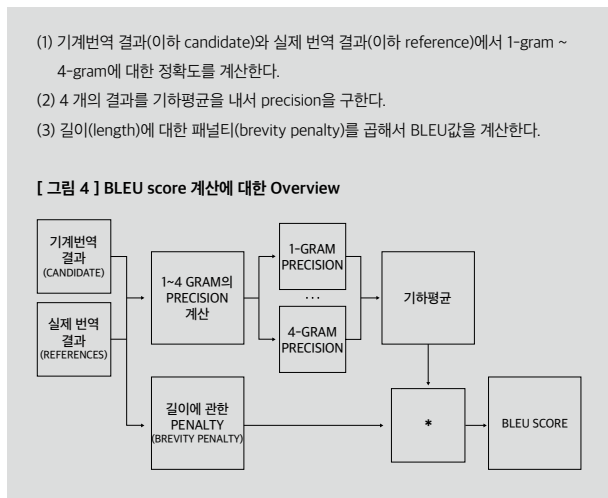 (1) 기계번역 결과(이하 candidate)와 실제 번역 결과(이하 reference)에서 1-gram ~
4-gram에 대한 정확도를 계산한다.
(2) 4 개의 결과를 기하평균을 내서 precision을 구한다.
(3) 길이(length)에 대한 패널티(brevity penalty)를 곱해서 BLEU값을 계산한다.
[ 그림 4 ] BLEU score 계산에 대한 Overview
기계번역
결과
(CANDIDATE)
실제 번역
결과
(REFERENCES)
1~4 GRAM의
PRECISION
계산
1-GRAM
PRECISION
...
4-GRAM
PRECISION
기하평균
길이에 관한
PENALTY
(BREVITY PENALTY)
*
BLEU SCORE